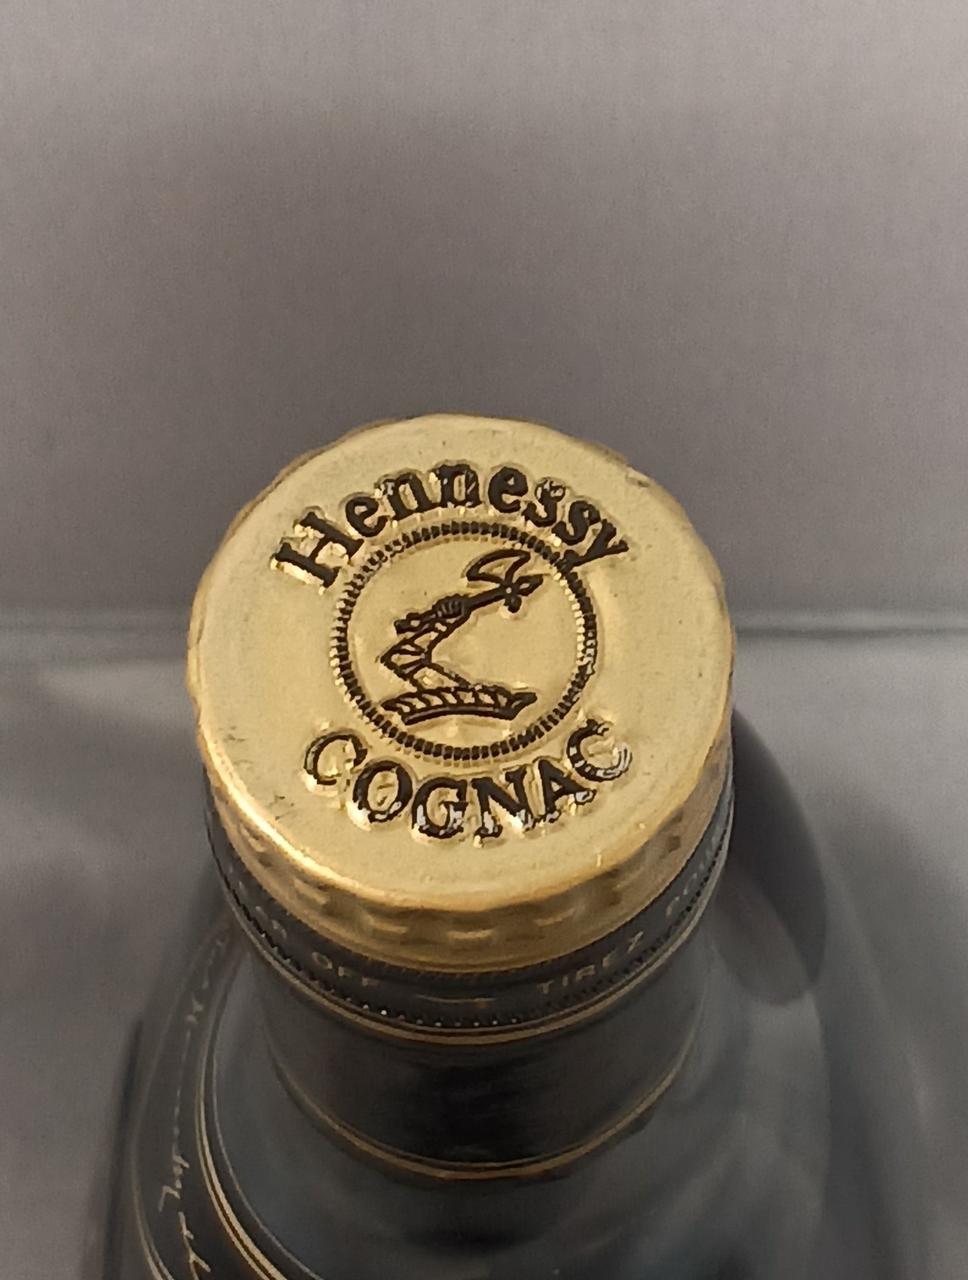 Hennessy
COGNAC
OFF — TIREZ